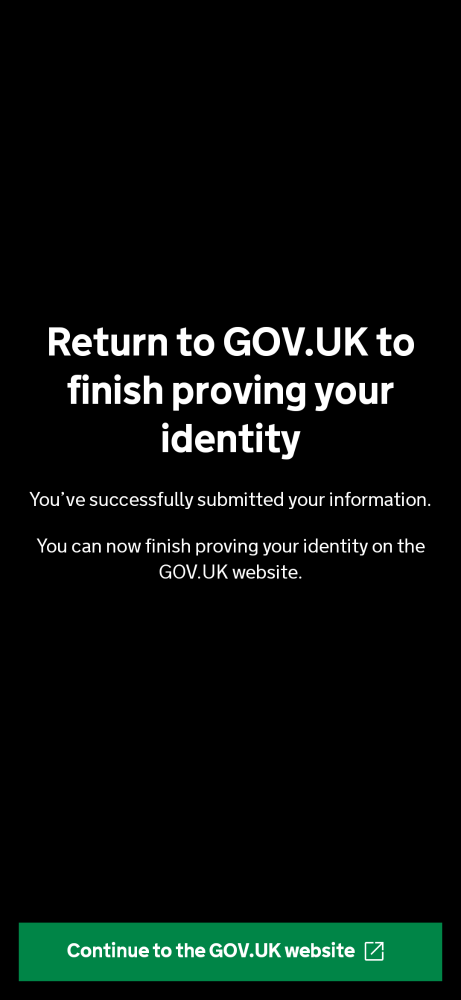 Return to GOV.UK to
finish proving your
identity
You’ve successfully submitted your information.
You can now finish proving your identity on the
GOV.UK website.
Continue to the GOV.UK website